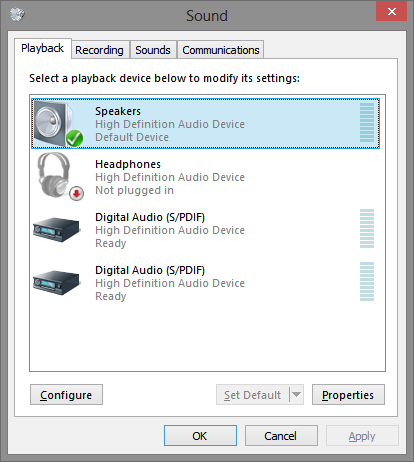 Sound
Playback
Recording
Sounds
Communications
Select a playback device below to modify its settings:
Speakers
High Definition Audio Device
Default Device
Headphones
High Definition Audio Device
Not plugged in
Digital Audio (S/PDIF)
High Definition Audio Device
Ready
Digital Audio (S/PDIF)
High Definition Audio Device
Ready
Configure
Set Default
Properties
OK
Cancel
Apply